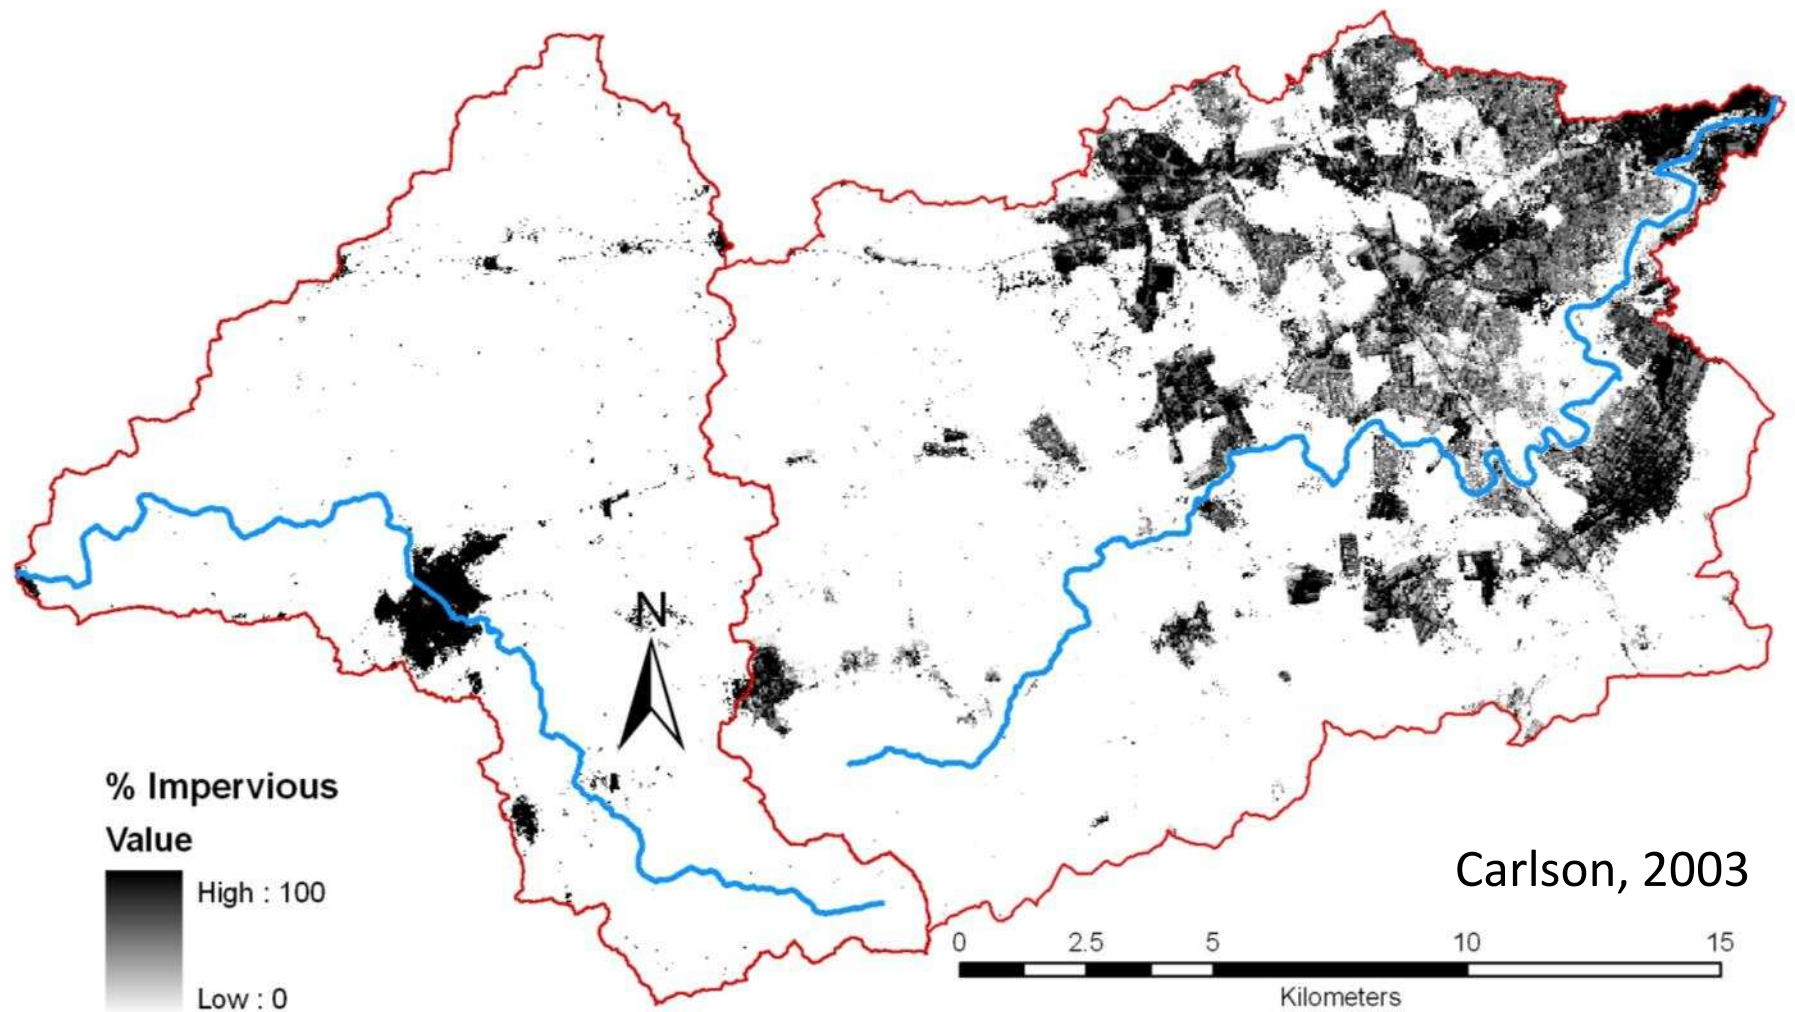 N
% Impervious
Value
High : 100
Low : 0
Carlson, 2003
0 2.5 5 10 15
Kilometers